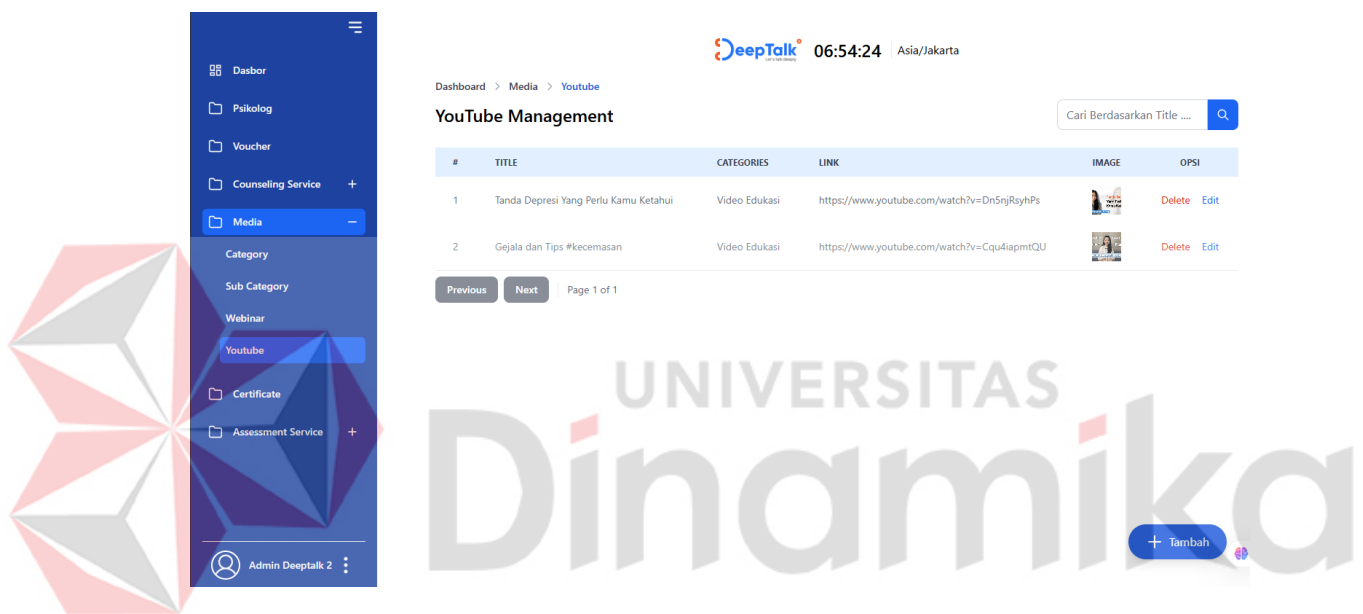 Dasbor
Psikolog
Voucher
Counseling Service +
Media −
Category
Sub Category
Webinar
Youtube
Certificate
Assessment Service +
Admin Deeptalk 2
DeepTalk
06:54:24 Asia/Jakarta
Dashboard > Media > Youtube
YouTube Management
Cari Berdasarkan Title ....
# TITLE CATEGORIES LINK IMAGE OPSI
1 Tanda Depresi Yang Perlu Kamu Ketahui Video Edukasi https://www.youtube.com/watch?v=Dn5njRsyhPs Delete Edit
2 Gejala dan Tips #kecemasan Video Edukasi https://www.youtube.com/watch?v=Cqu4iapmtQU Delete Edit
Previous Next Page 1 of 1
UNIVERSITAS
Dinamika
+ Tambah